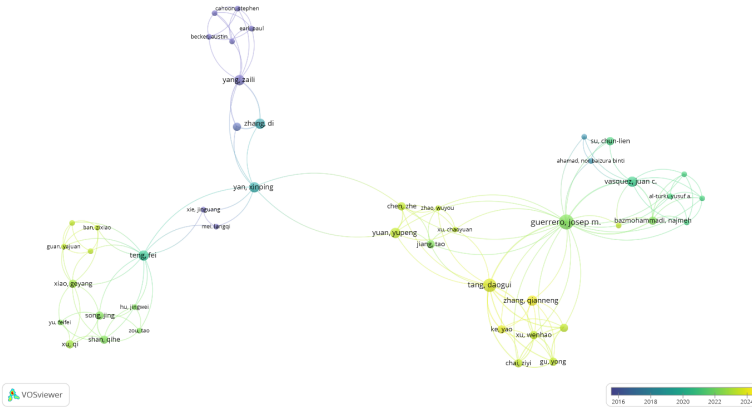 cahoon, stephen
earl, paul
becker, austin
yang, zaili
zhang, di
su, chun-lien
ahamad, nor baizura binti
vasquez, juan c.
yan, xinping
al-turki, yusuf a.
chen, zhe
zhao, wuyou
xie, jinguang
guerrero, josep m.
bazmohammadi, najmeh
mei, tangqi
ban, zixiao
xu, chaoyuan
yuan, yupeng
jiang, tao
guan, yajuan
teng, fei
xiao, geyang
tang, daogui
zhang, qianneng
hu, jingwei
song, jing
yu, feifei
zou, tao
ke, yao
xu, wenhao
shan, qihe
xu, qi
chai, ziyi
gu, yong
VOSviewer
2016 2018 2020 2022 2024